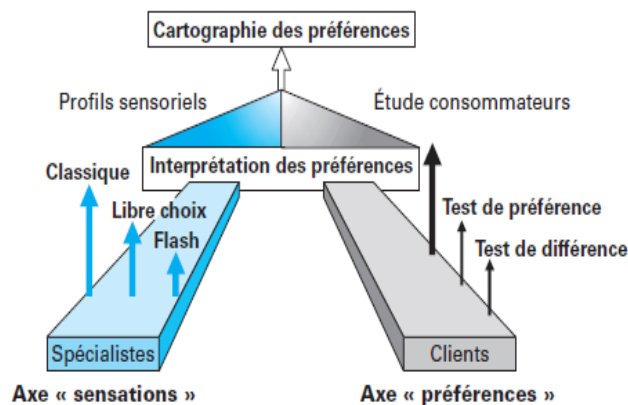 Cartographie des préférences
Profils sensoriels
Étude consommateurs
Interprétation des préférences
Classique
Libre choix
Flash
Test de préférence
Test de différence
Spécialistes
Clients
Axe « sensations »
Axe « préférences »